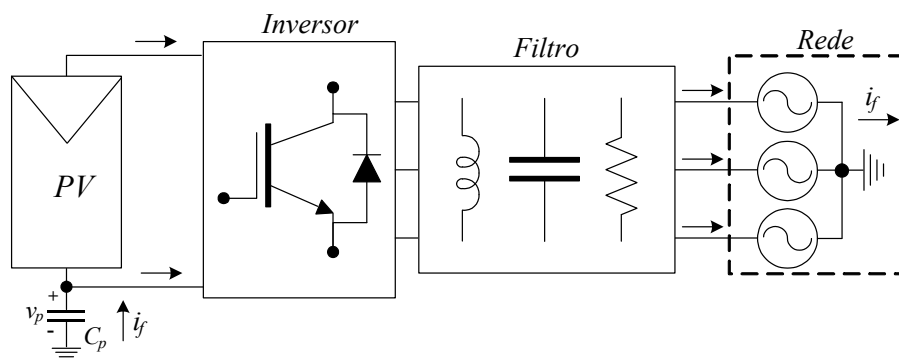 Inversor
Filtro
Rede
PV
i_f
v_p
+
-
C_p
i_f